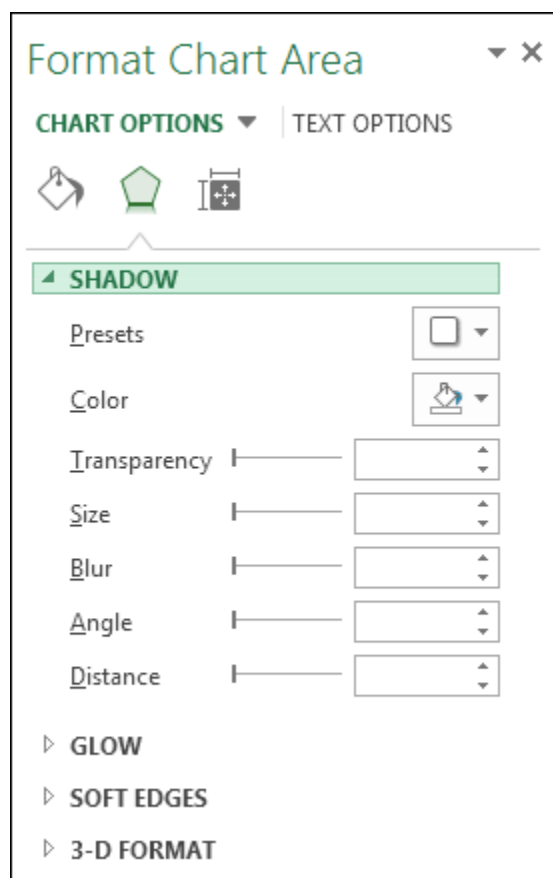 Format Chart Area
CHART OPTIONS TEXT OPTIONS
SHADOW
Presets
Color
Transparency
Size
Blur
Angle
Distance
GLOW
SOFT EDGES
3-D FORMAT